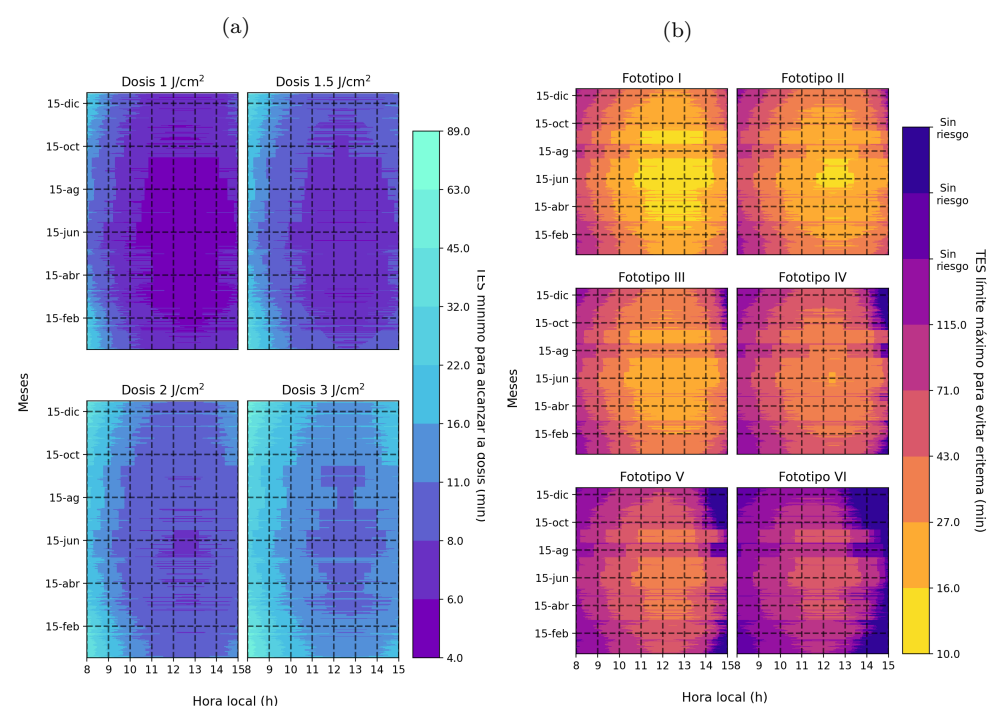 (a)
Dosis 1 J/cm²
Dosis 1.5 J/cm²
15-dic
15-oct
15-ag
15-jun
15-abr
15-feb
Dosis 2 J/cm²
Dosis 3 J/cm²
15-dic
15-oct
15-ag
15-jun
15-abr
15-feb
8 9 10 11 12 13 14 15
8 9 10 11 12 13 14 15
Meses
Hora local (h)
89.0
63.0
45.0
32.0
22.0
16.0
11.0
8.0
6.0
4.0
TES mínimo para alcanzar la dosis (min)
(b)
Fototipo I
Fototipo II
15-dic
15-oct
15-ag
15-jun
15-abr
15-feb
Fototipo III
Fototipo IV
15-dic
15-oct
15-ag
15-jun
15-abr
15-feb
Fototipo V
Fototipo VI
15-dic
15-oct
15-ag
15-jun
15-abr
15-feb
8 9 10 11 12 13 14 15
8 9 10 11 12 13 14 15
Meses
Hora local (h)
Sin
riesgo
Sin
riesgo
Sin
riesgo
115.0
71.0
43.0
27.0
16.0
10.0
TES límite máximo para evitar eritema (min)